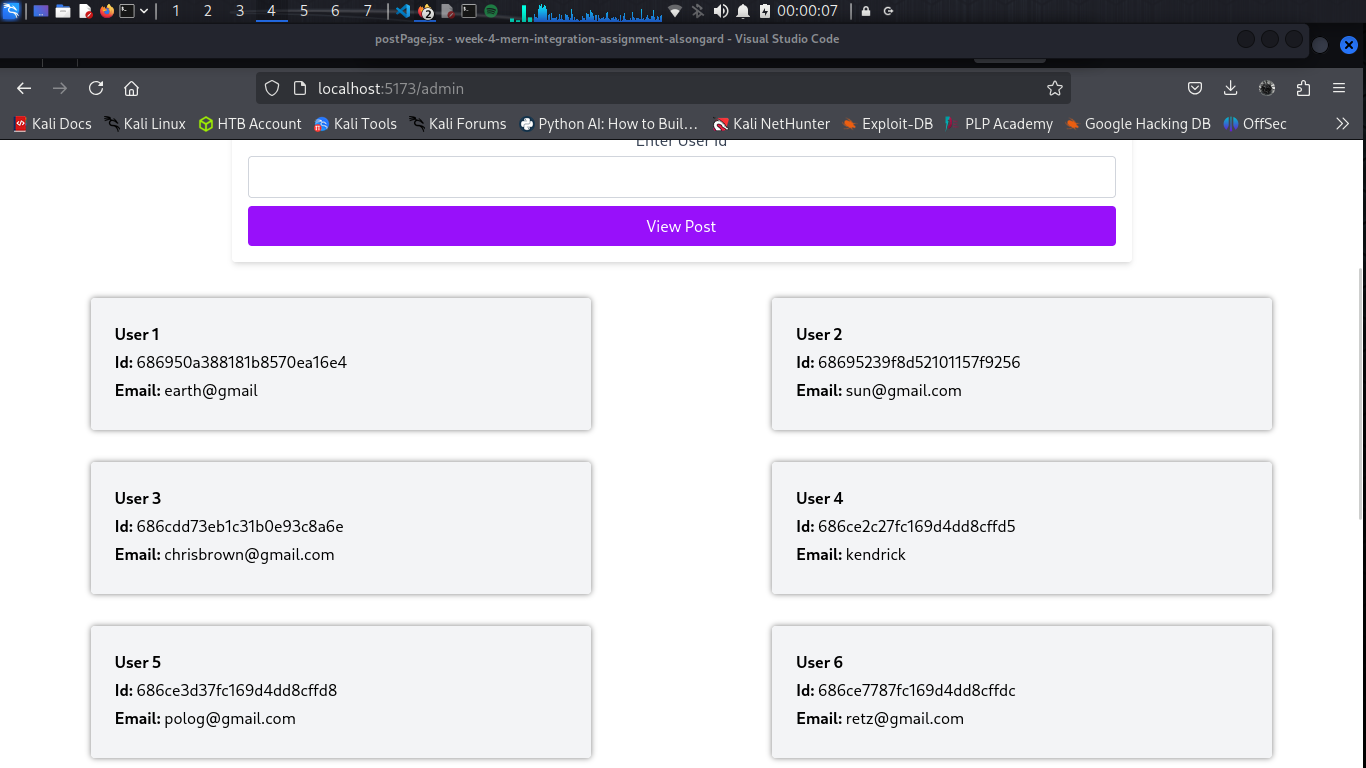 1 2 3 4 5 6 7 2 00:00:07
postPage.jsx - week-4-mern-integration-assignment-alsongard - Visual Studio Code
localhost:5173/admin
Kali Docs Kali Linux HTB Account Kali Tools Kali Forums Python AI: How to Buil… Kali NetHunter Exploit-DB PLP Academy Google Hacking DB OffSec
Enter User Id
View Post
User 1
Id: 686950a388181b8570ea16e4
Email: earth@gmail
User 2
Id: 68695239f8d52101157f9256
Email: sun@gmail.com
User 3
Id: 686cdd73eb1c31b0e93c8a6e
Email: chrisbrown@gmail.com
User 4
Id: 686ce2c27fc169d4dd8cffd5
Email: kendrick
User 5
Id: 686ce3d37fc169d4dd8cffd8
Email: polog@gmail.com
User 6
Id: 686ce7787fc169d4dd8cffdc
Email: retz@gmail.com